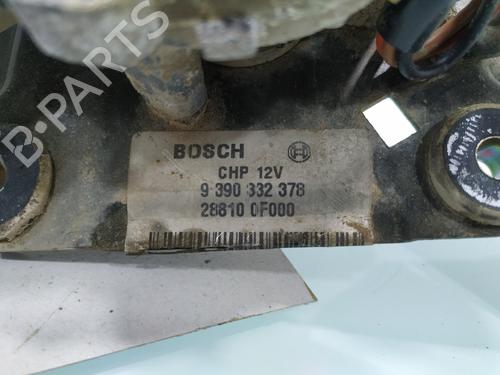 B-PARTS
BOSCH
CHP 12V
9 390 332 378
28810 0F000